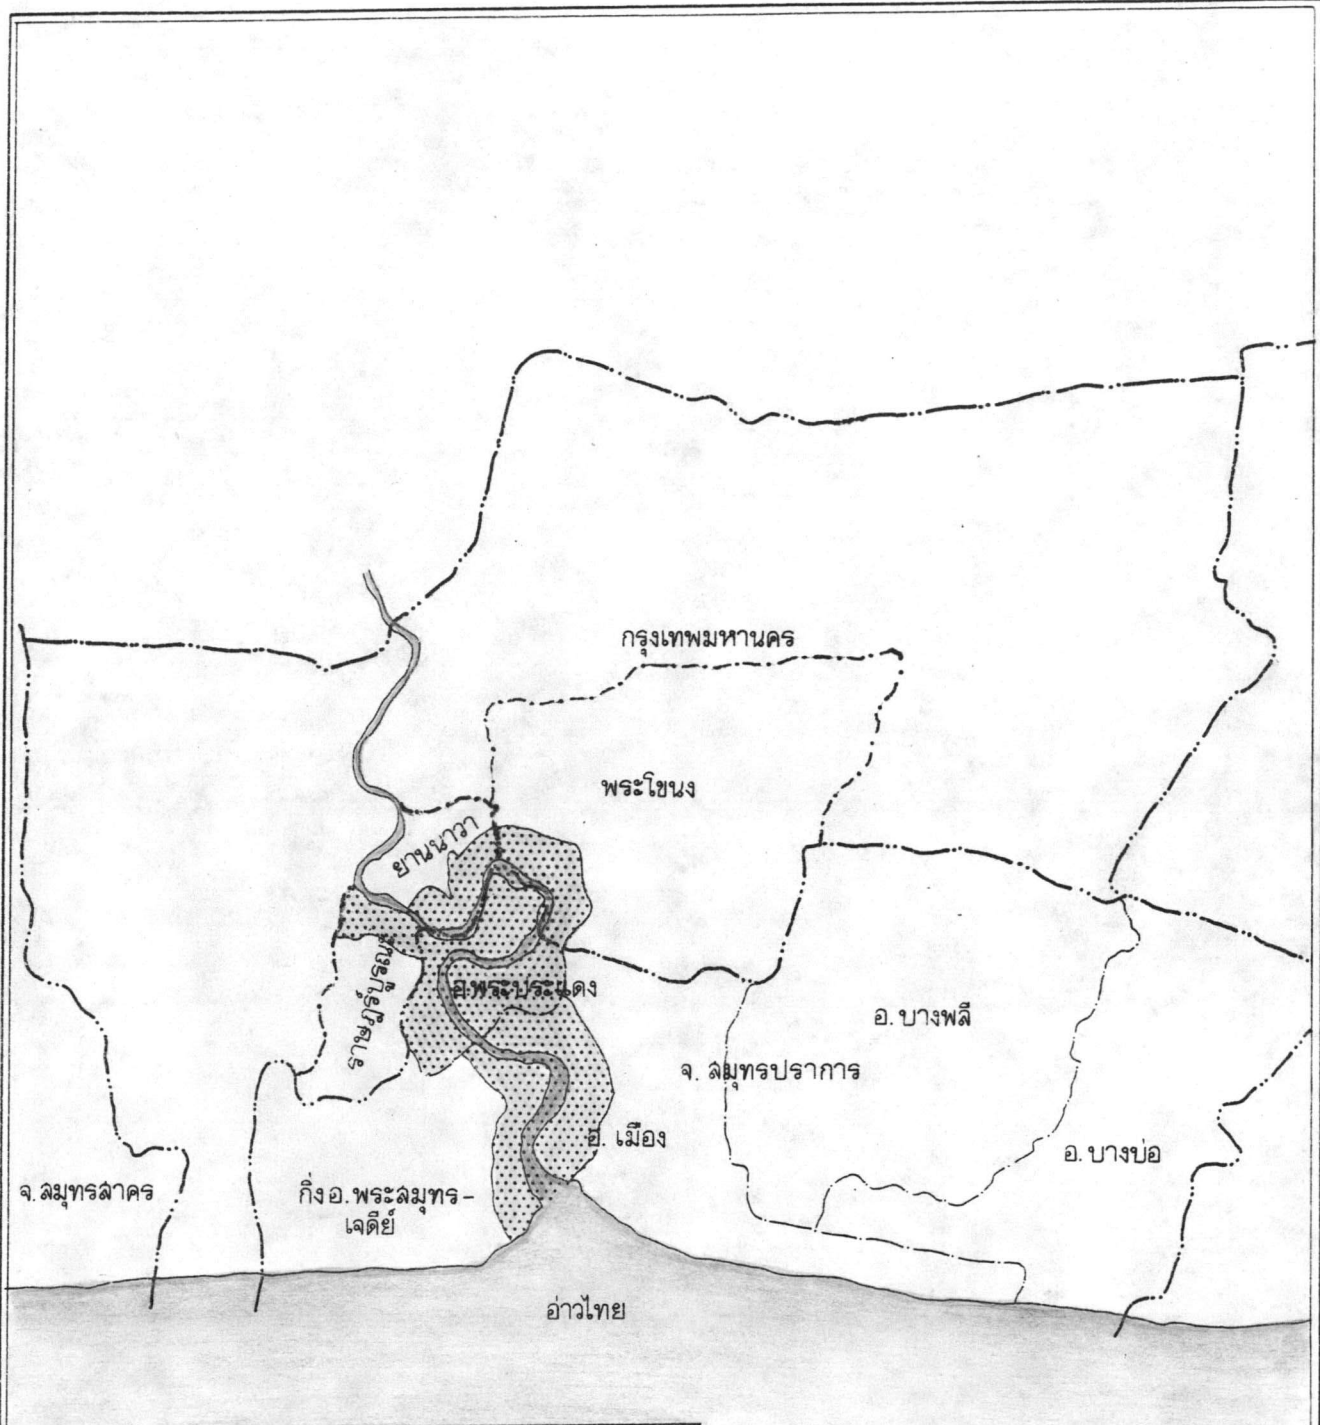 กรุงเทพมหานคร
พระโขนง
ยานนาวา
ราษฎร์บูรณะ
อ.พระประแดง
อ. บางพลี
จ. สมุทรปราการ
อ. เมือง
อ. บางบ่อ
จ. สมุทรสาคร
กิ่ง อ. พระสมุทร-
เจดีย์
อ่าวไทย